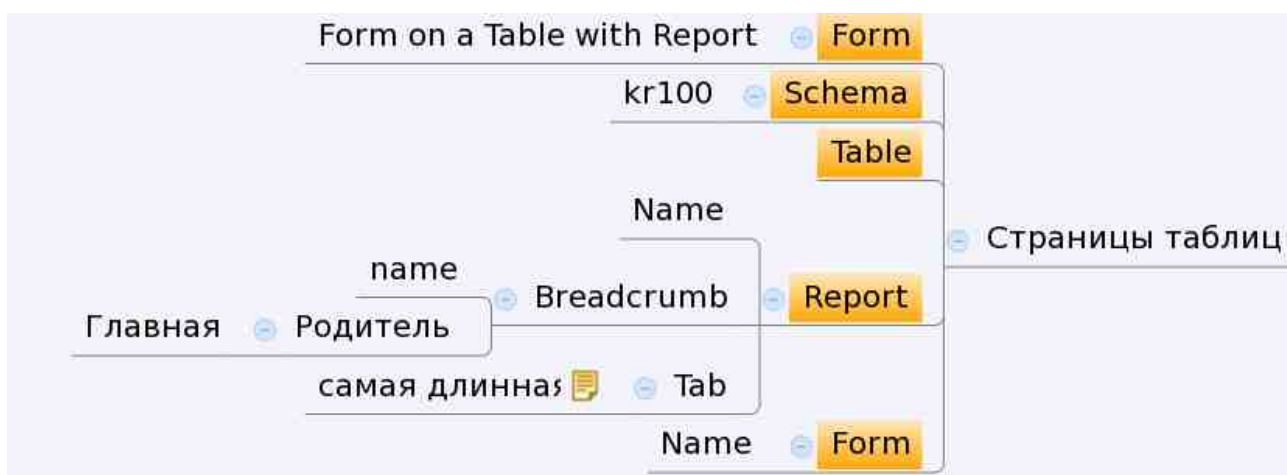 Form on a Table with Report Form
kr100 Schema
Table
Name
Страницы таблиц
name
Breadcrumb Report
Главная Родитель
самая длинная Tab
Name Form